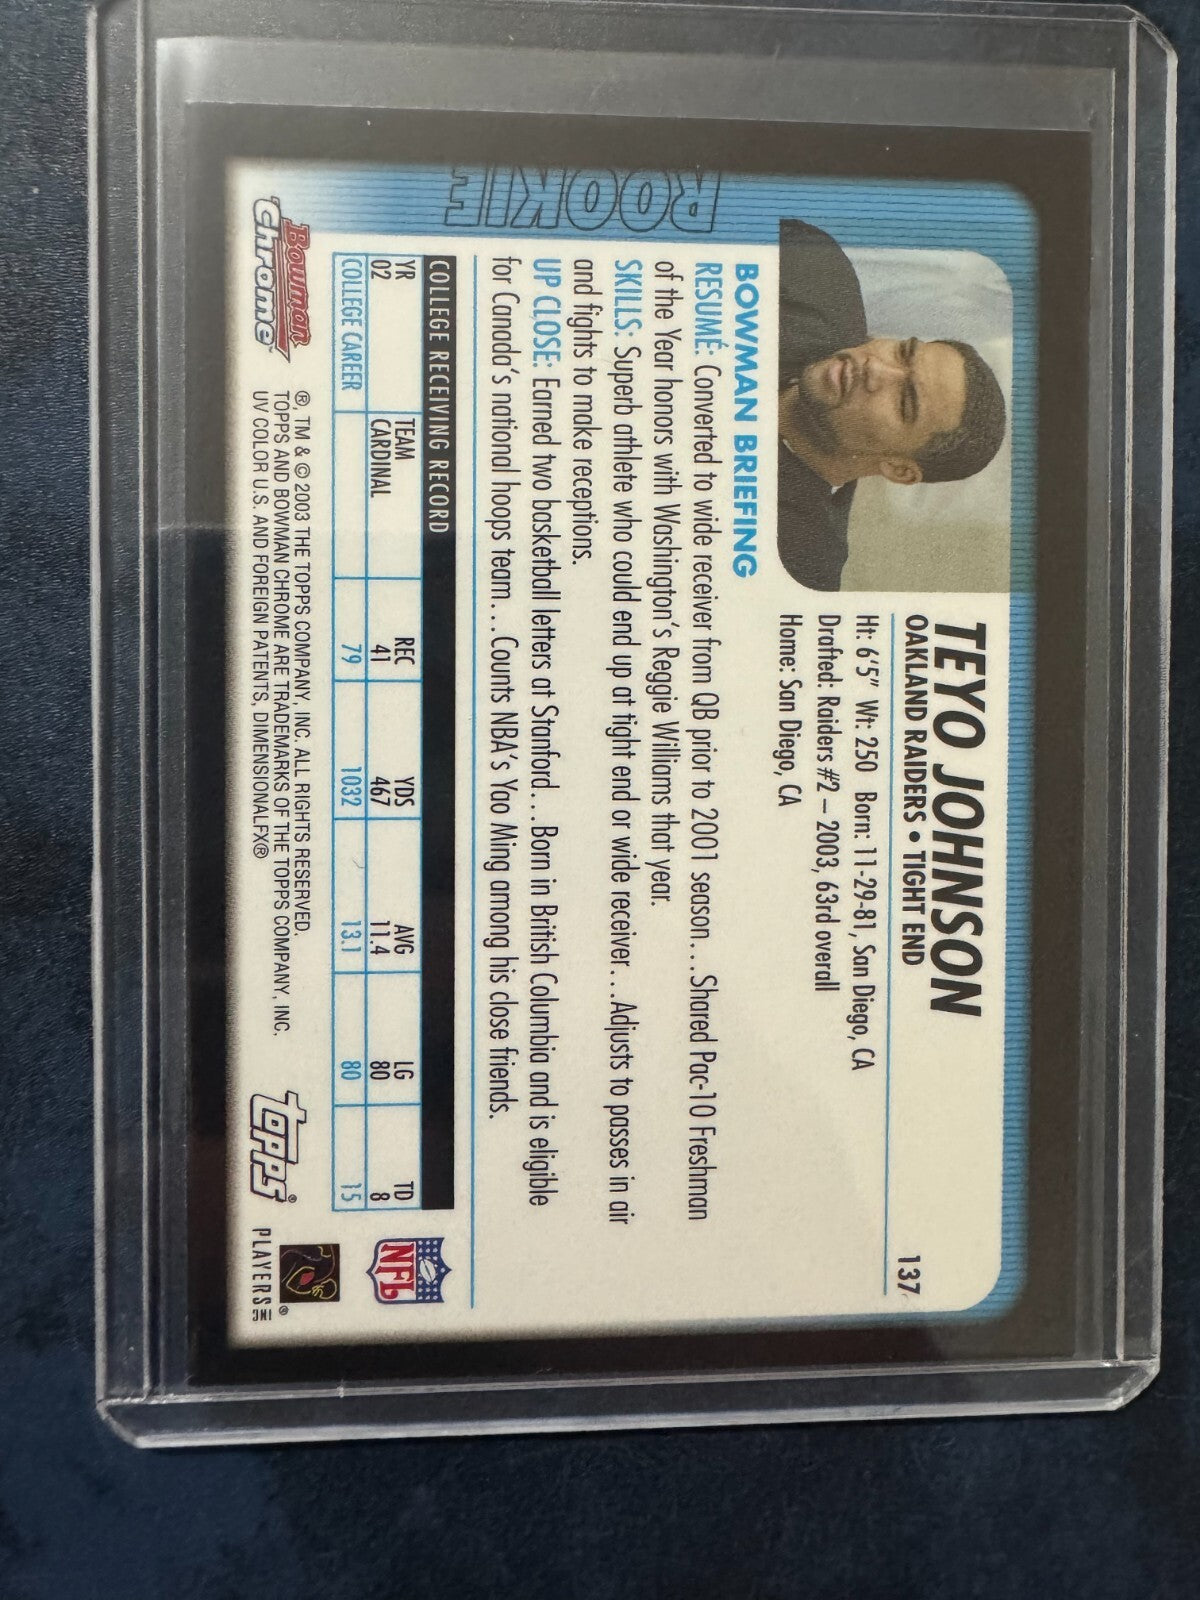 ROOKIE
TEYO JOHNSON
137
OAKLAND RAIDERS • TIGHT END
Ht: 6'5" Wt: 250 Born: 11-29-81, San Diego, CA
Drafted: Raiders #2 – 2003, 63rd overall
Home: San Diego, CA
BOWMAN BRIEFING
RESUMÉ: Converted to wide receiver from QB prior to 2001 season...Shared Pac-10 Freshman
of the Year honors with Washington's Reggie Williams that year.
SKILLS: Superb athlete who could end up at tight end or wide receiver...Adjusts to passes in air
and fights to make receptions.
UP CLOSE: Earned two basketball letters at Stanford...Born in British Columbia and is eligible
for Canada's national hoops team...Counts NBA's Yao Ming among his close friends.
COLLEGE RECEIVING RECORD
YR TEAM REC YDS AVG LG TD
02 CARDINAL 41 467 11.4 80 8
COLLEGE CAREER 79 1032 13.1 80 15
NFL
Bowman
Chrome
®, TM & © 2003 THE TOPPS COMPANY, INC. ALL RIGHTS RESERVED.
TOPPS AND BOWMAN CHROME ARE TRADEMARKS OF THE TOPPS COMPANY, INC.
UV COLOR U.S. AND FOREIGN PATENTS, DIMENSIONALFX®
topps®
PLAYERS INC®